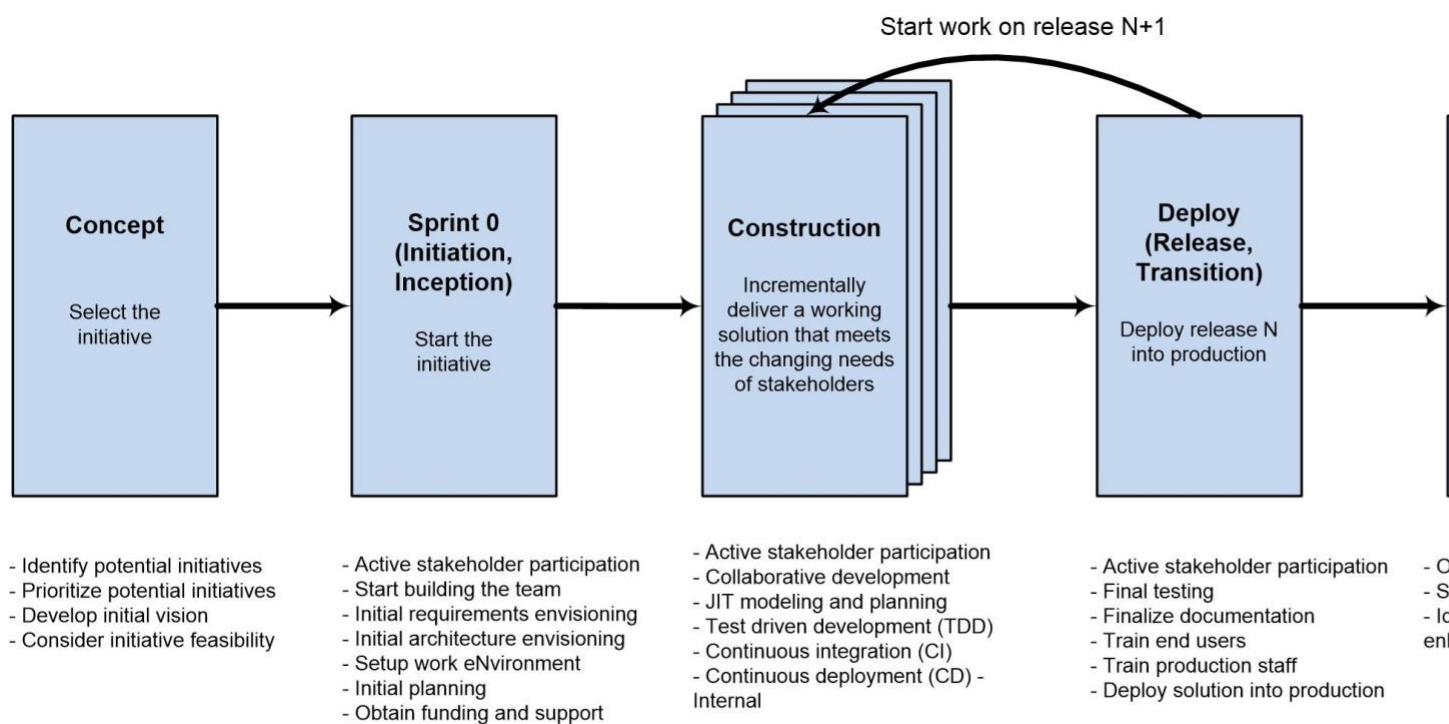 Start work on release N+1
Concept
Select the
initiative
Sprint 0
(Initiation,
Inception)
Start the
initiative
Construction
Incrementally
deliver a working
solution that meets
the changing needs
of stakeholders
Deploy
(Release,
Transition)
Deploy release N
into production
- Identify potential initiatives
- Prioritize potential initiatives
- Develop initial vision
- Consider initiative feasibility
- Active stakeholder participation
- Start building the team
- Initial requirements envisioning
- Initial architecture envisioning
- Setup work eNvironment
- Initial planning
- Obtain funding and support
- Active stakeholder participation
- Collaborative development
- JIT modeling and planning
- Test driven development (TDD)
- Continuous integration (CI)
- Continuous deployment (CD) -
Internal
- Active stakeholder participation
- Final testing
- Finalize documentation
- Train end users
- Train production staff
- Deploy solution into production